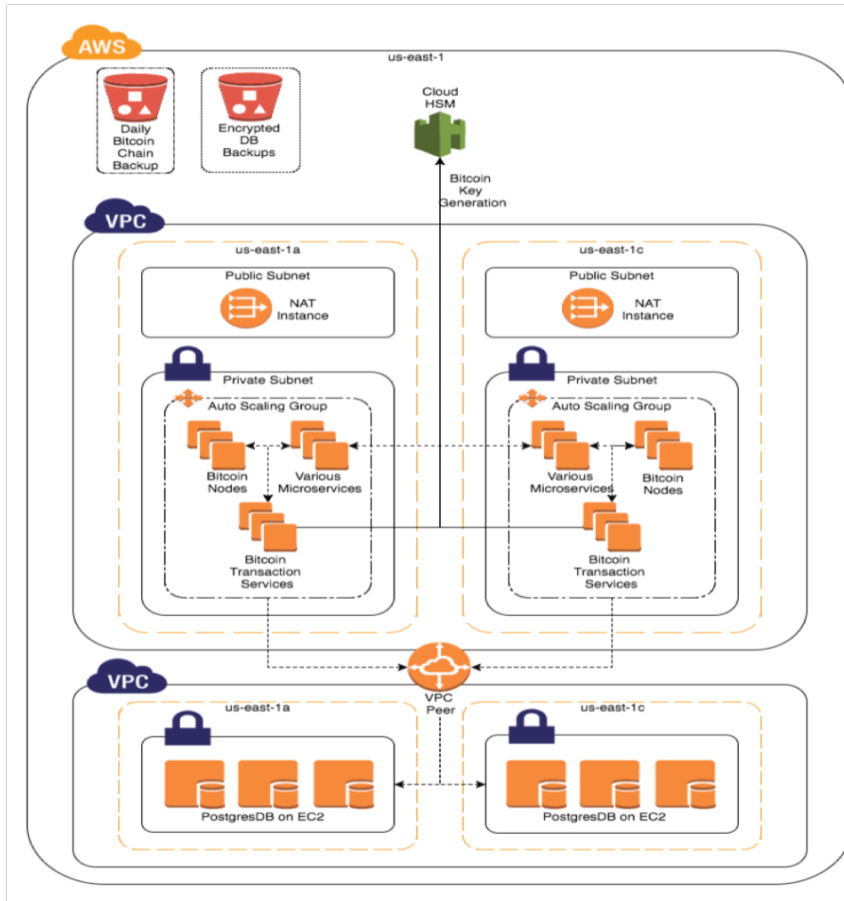 AWS
us-east-1
Daily
Bitcoin
Chain
Backup
Encrypted
DB
Backups
Cloud
HSM
Bitcoin
Key
Generation
VPC
us-east-1a
Public Subnet
NAT
Instance
Private Subnet
Auto Scaling Group
Bitcoin
Nodes
Various
Microservices
Bitcoin
Transaction
Services
us-east-1c
Public Subnet
NAT
Instance
Private Subnet
Auto Scaling Group
Various
Microservices
Bitcoin
Nodes
Bitcoin
Transaction
Services
VPC
Peer
VPC
us-east-1a
PostgresDB on EC2
us-east-1c
PostgresDB on EC2